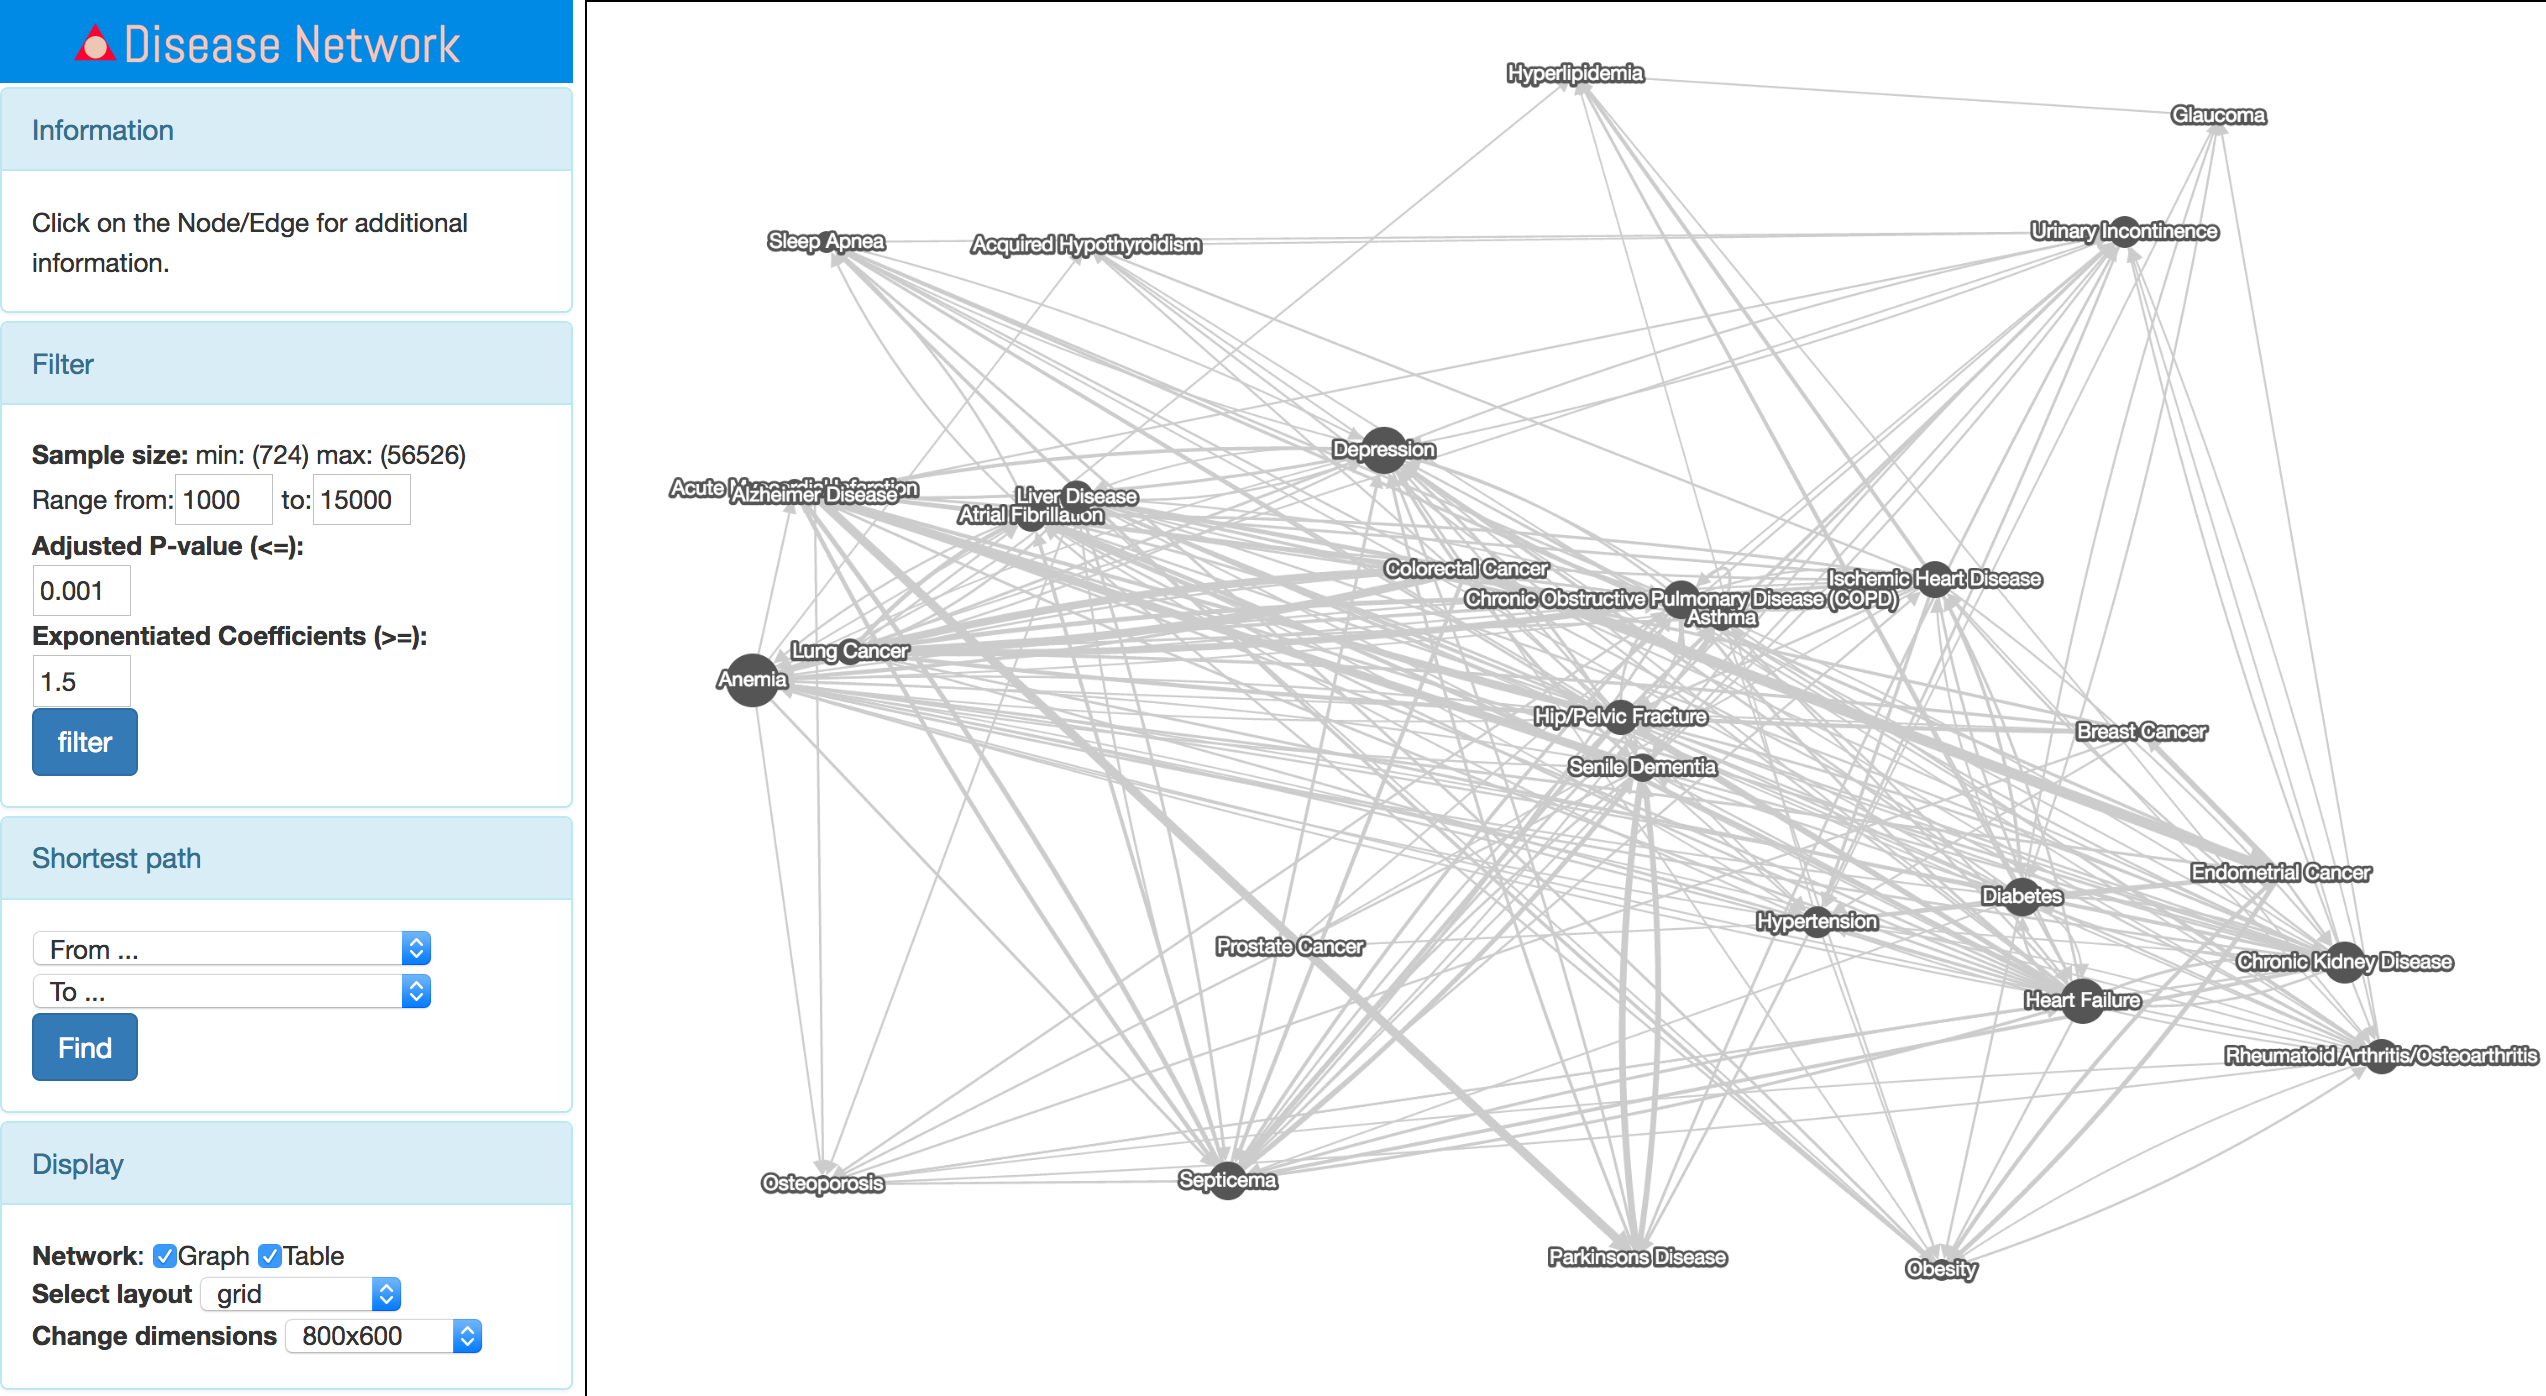 Disease Network
Information
Click on the Node/Edge for additional
information.
Filter
Sample size: min: (724) max: (56526)
Range from: 1000 to: 15000
Adjusted P-value (<=):
0.001
Exponentiated Coefficients (>=):
1.5
filter
Shortest path
From ...
To ...
Find
Display
Network: Graph Table
Select layout grid
Change dimensions 800x600
Hyperlipidemia
Glaucoma
Urinary Incontinence
Sleep Apnea
Acquired Hypothyroidism
Depression
Acute
Alzheimer Disease
Liver Disease
Atrial Fibrillation
Colorectal Cancer
Ischemic Heart Disease
Chronic Obstructive Pulmonary Disease (COPD)
Asthma
Lung Cancer
Anemia
Hip/Pelvic Fracture
Breast Cancer
Senile Dementia
Endometrial Cancer
Diabetes
Hypertension
Prostate Cancer
Chronic Kidney Disease
Heart Failure
Rheumatoid Arthritis/Osteoarthritis
Osteoporosis
Septicema
Parkinsons Disease
Obesity